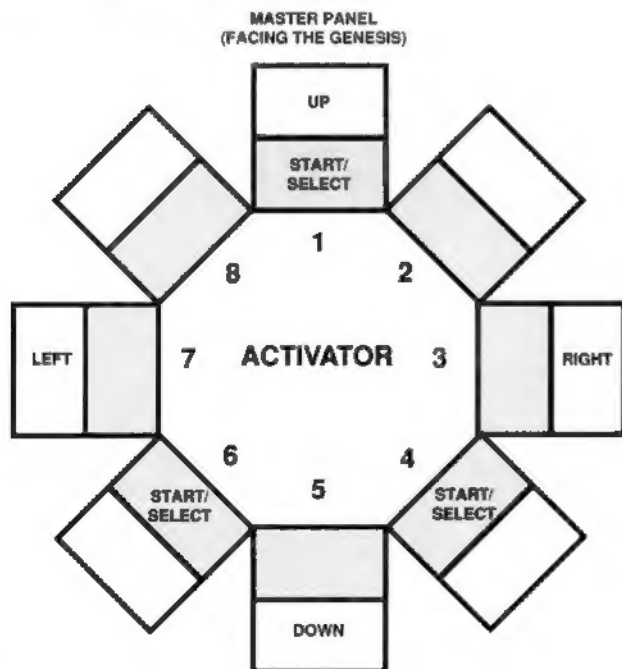 MASTER PANEL
(FACING THE GENESIS)
UP
START/
SELECT
1
8
2
LEFT
7
ACTIVATOR
3
RIGHT
6
4
START/
SELECT
5
START/
SELECT
DOWN